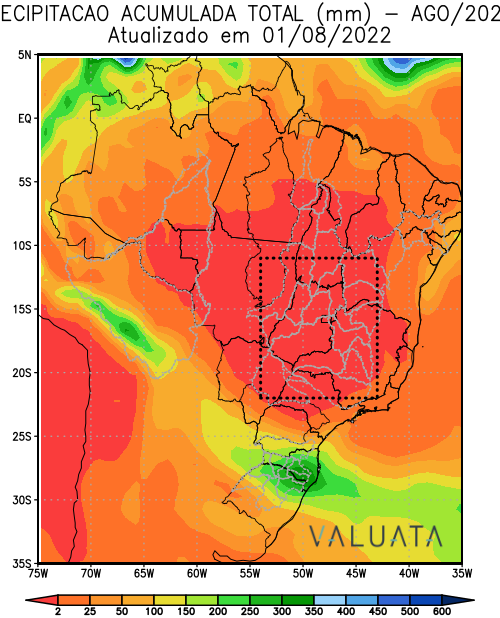 ECIPITACAO ACUMULADA TOTAL (mm) – AGO/202
Atualizado em 01/08/2022
5N
EQ
5S
10S
15S
20S
25S
30S
35S
75W 70W 65W 60W 55W 50W 45W 40W 35W
VALUATA
2 25 50 100 150 200 250 300 350 400 450 500 600